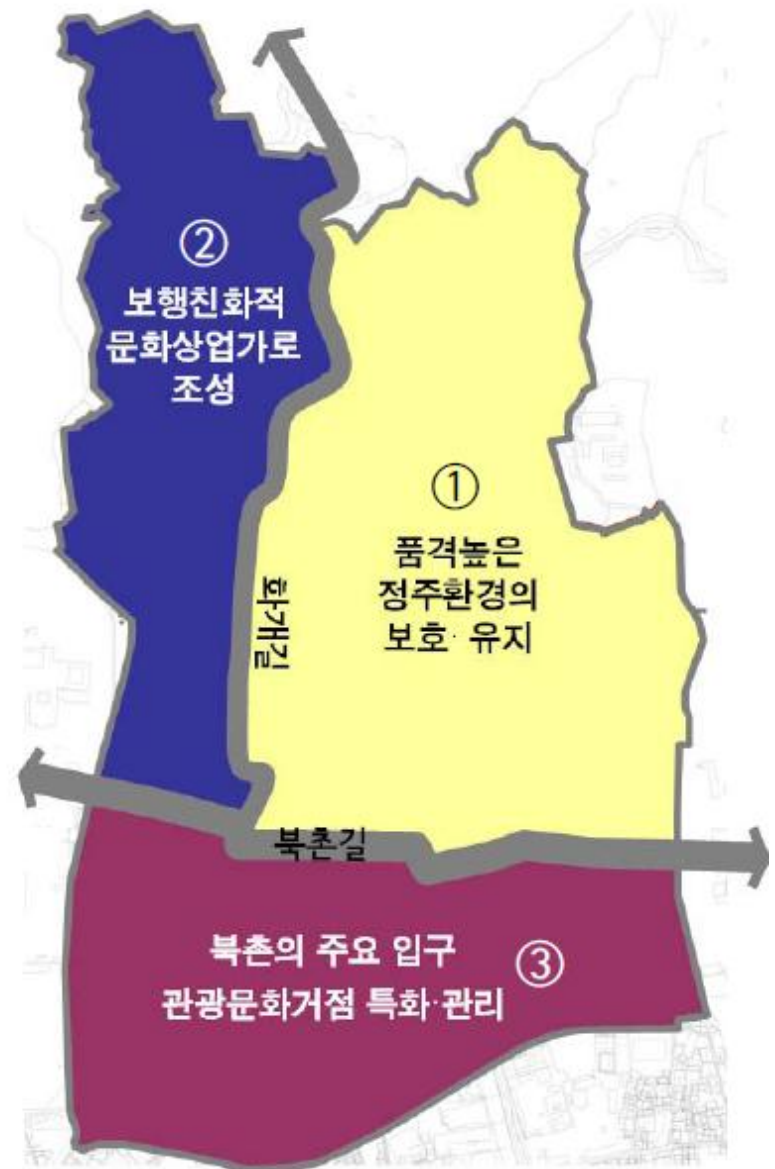 ②
보행친화적
문화상업가로
조성
①
품격높은
정주환경의
보호· 유지
화개길
북촌길
북촌의 주요 입구
관광문화거점 특화·관리
③